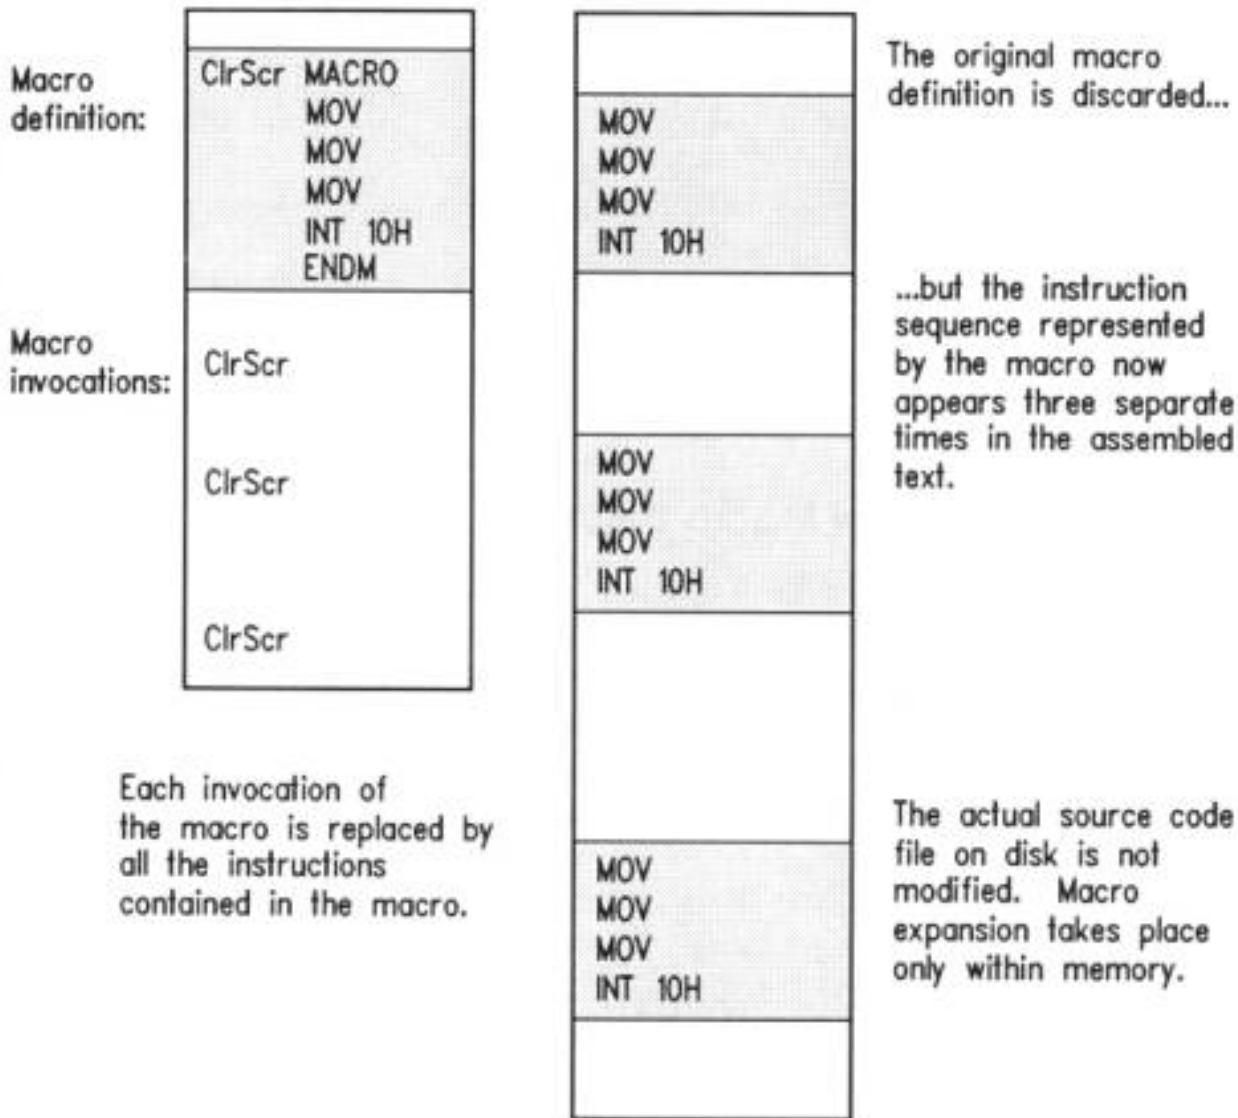 Macro
definition:
ClrScr MACRO
MOV
MOV
MOV
INT 10H
ENDM
Macro
invocations:
ClrScr
ClrScr
ClrScr
Each invocation of
the macro is replaced by
all the instructions
contained in the macro.
MOV
MOV
MOV
INT 10H
MOV
MOV
MOV
INT 10H
MOV
MOV
MOV
INT 10H
The original macro
definition is discarded...
...but the instruction
sequence represented
by the macro now
appears three separate
times in the assembled
text.
The actual source code
file on disk is not
modified. Macro
expansion takes place
only within memory.